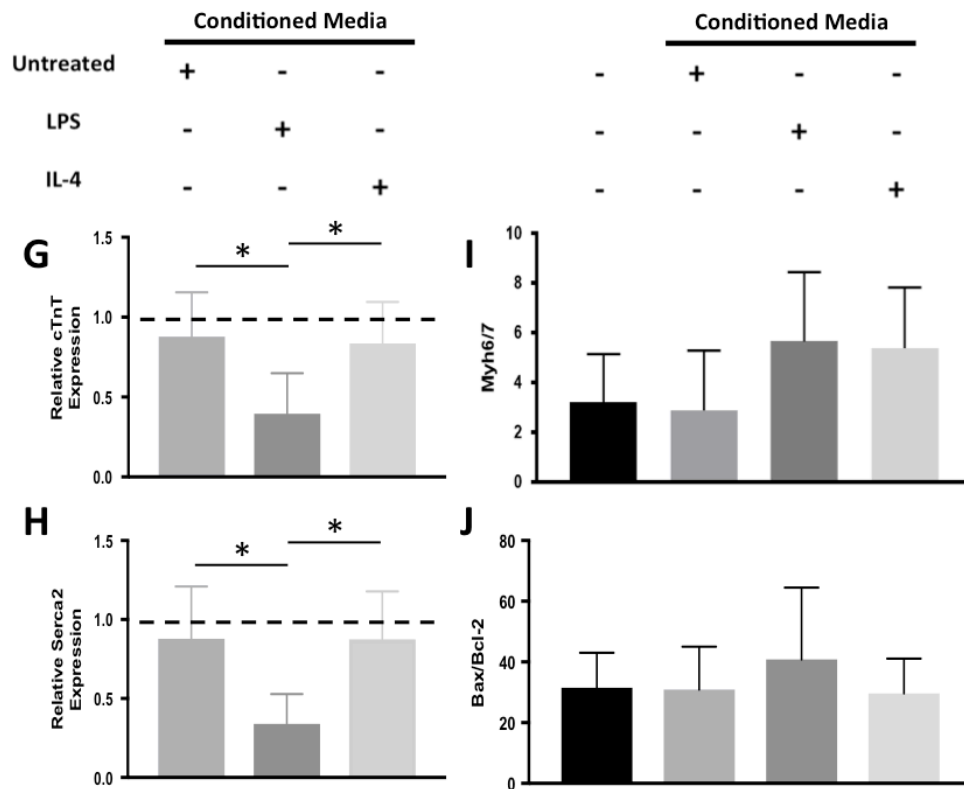 Conditioned Media
Conditioned Media
Untreated + - - - + - -
LPS - + - - - + -
IL-4 - - + - - - +
G
1.5
1.0
0.5
0.0
Relative cTnT
Expression
*
*
I
10
8
6
4
2
0
Myh6/7
H
1.5
1.0
0.5
0.0
Relative Serca2
Expression
*
*
J
80
60
40
20
0
Bax/Bcl-2